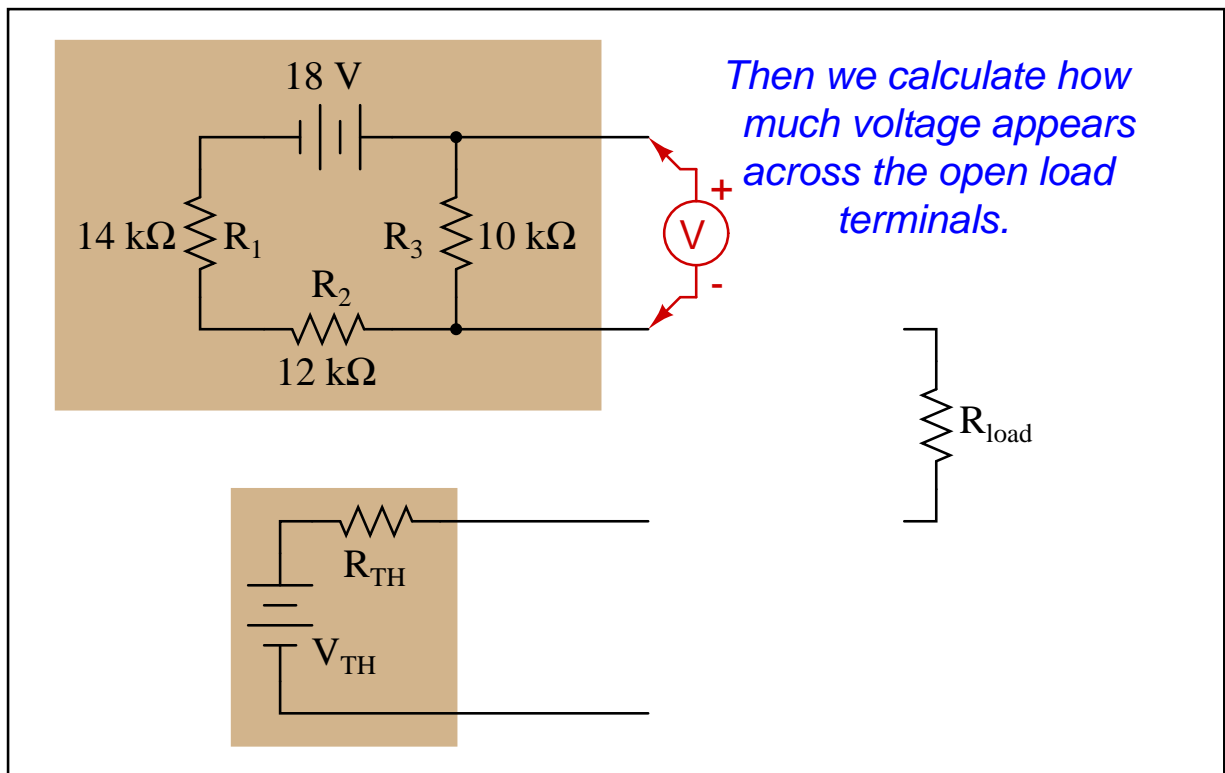 18 V
Then we calculate how
much voltage appears
across the open load
terminals.
14 kΩ
R1
R3
10 kΩ
+
V
-
R2
12 kΩ
Rload
RTH
VTH